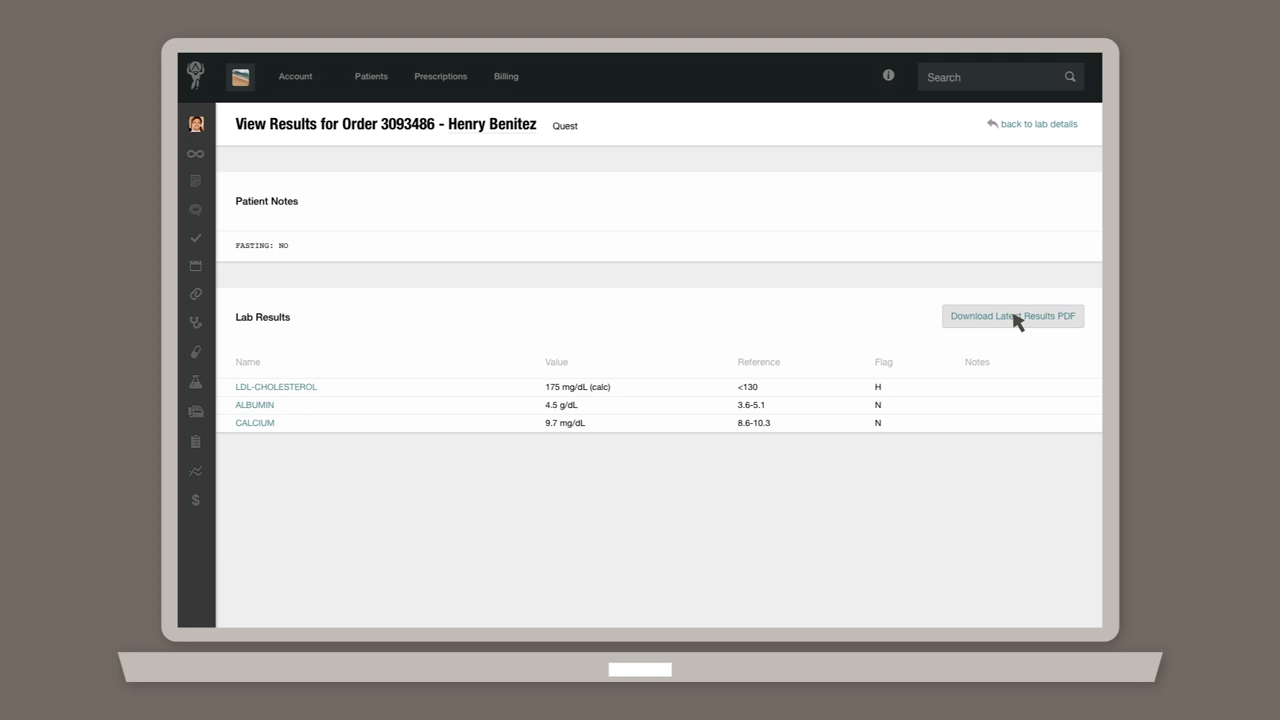 Account Patients Prescriptions Billing Search
View Results for Order 3093486 - Henry Benitez Quest back to lab details
Patient Notes
FASTING: NO
Lab Results Download Latest Results PDF
Name Value Reference Flag Notes
LDL-CHOLESTEROL 175 mg/dL (calc) <130 H
ALBUMIN 4.5 g/dL 3.6-5.1 N
CALCIUM 9.7 mg/dL 8.6-10.3 N